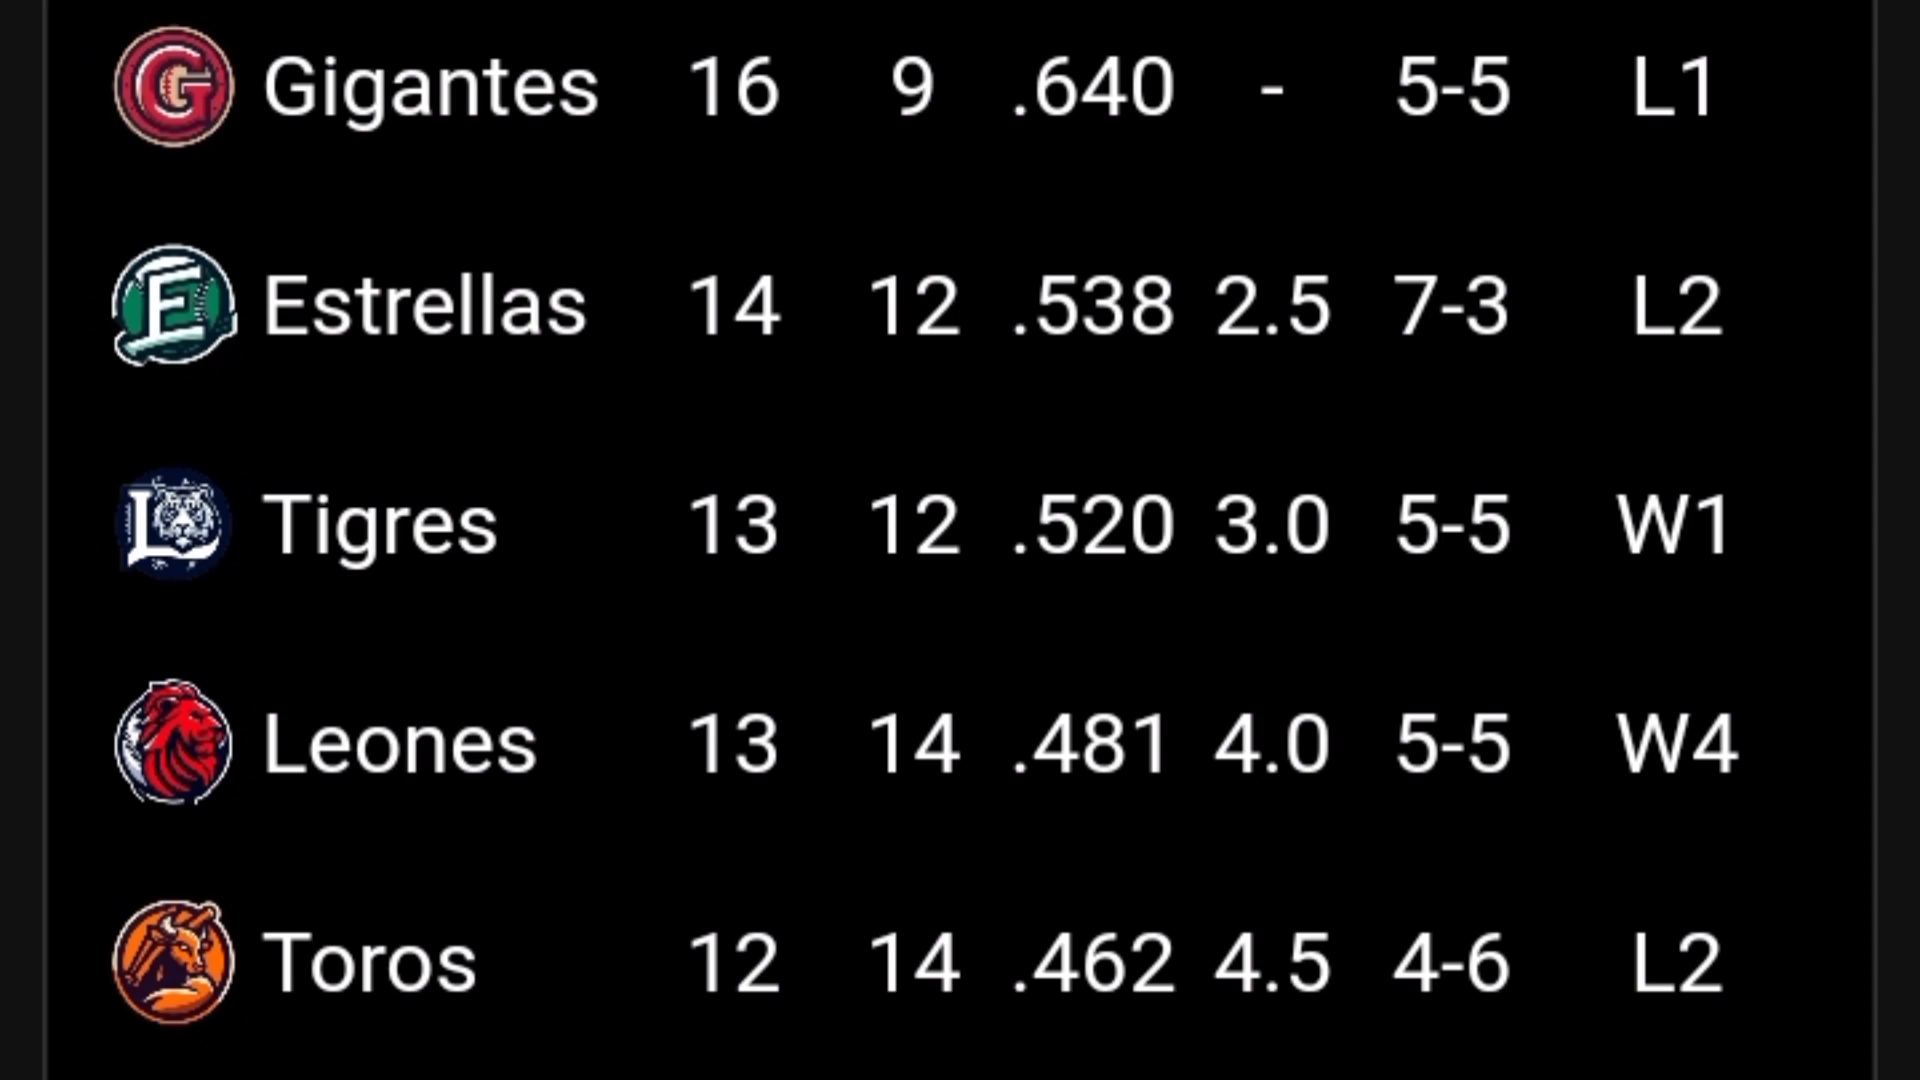 G Gigantes 16 9 .640 - 5-5 L1
E Estrellas 14 12 .538 2.5 7-3 L2
L Tigres 13 12 .520 3.0 5-5 W1
Leones 13 14 .481 4.0 5-5 W4
Toros 12 14 .462 4.5 4-6 L2